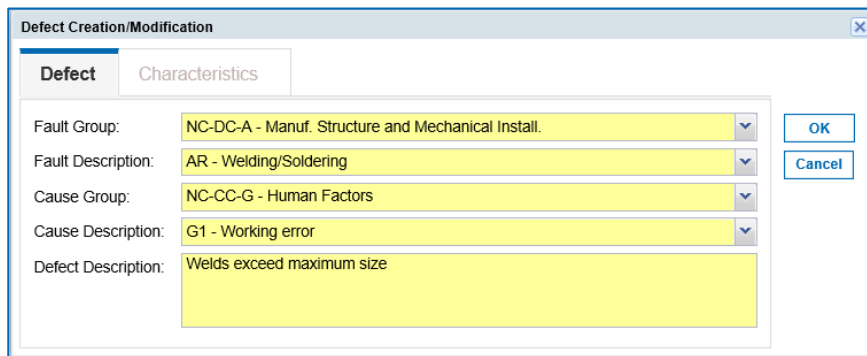 Defect Creation/Modification
Defect Characteristics
Fault Group: NC-DC-A - Manuf. Structure and Mechanical Install.
OK
Fault Description: AR - Welding/Soldering
Cancel
Cause Group: NC-CC-G - Human Factors
Cause Description: G1 - Working error
Defect Description: Welds exceed maximum size